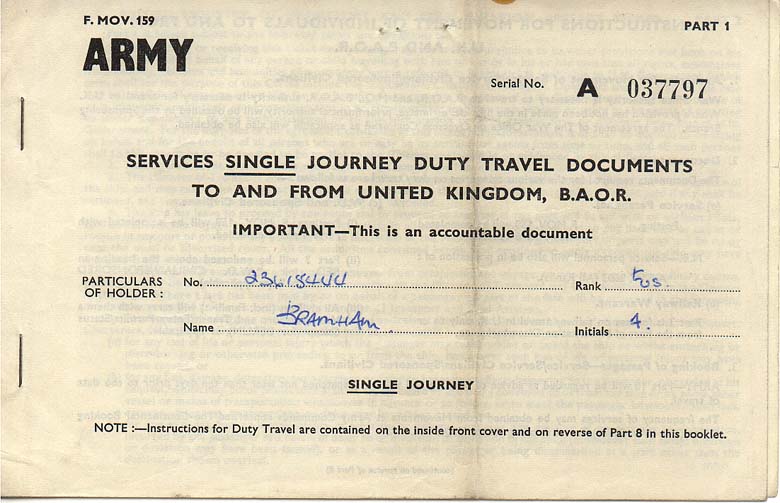 F. MOV. 159
PART 1
ARMY
Serial No. A 037797
SERVICES SINGLE JOURNEY DUTY TRAVEL DOCUMENTS
TO AND FROM UNITED KINGDOM, B.A.O.R.
IMPORTANT—This is an accountable document
PARTICULARS OF HOLDER :
No. 23618444
Rank Fus.
Name BRAMHAM
Initials A.
SINGLE JOURNEY
NOTE :—Instructions for Duty Travel are contained on the inside front cover and on reverse of Part 8 in this booklet.